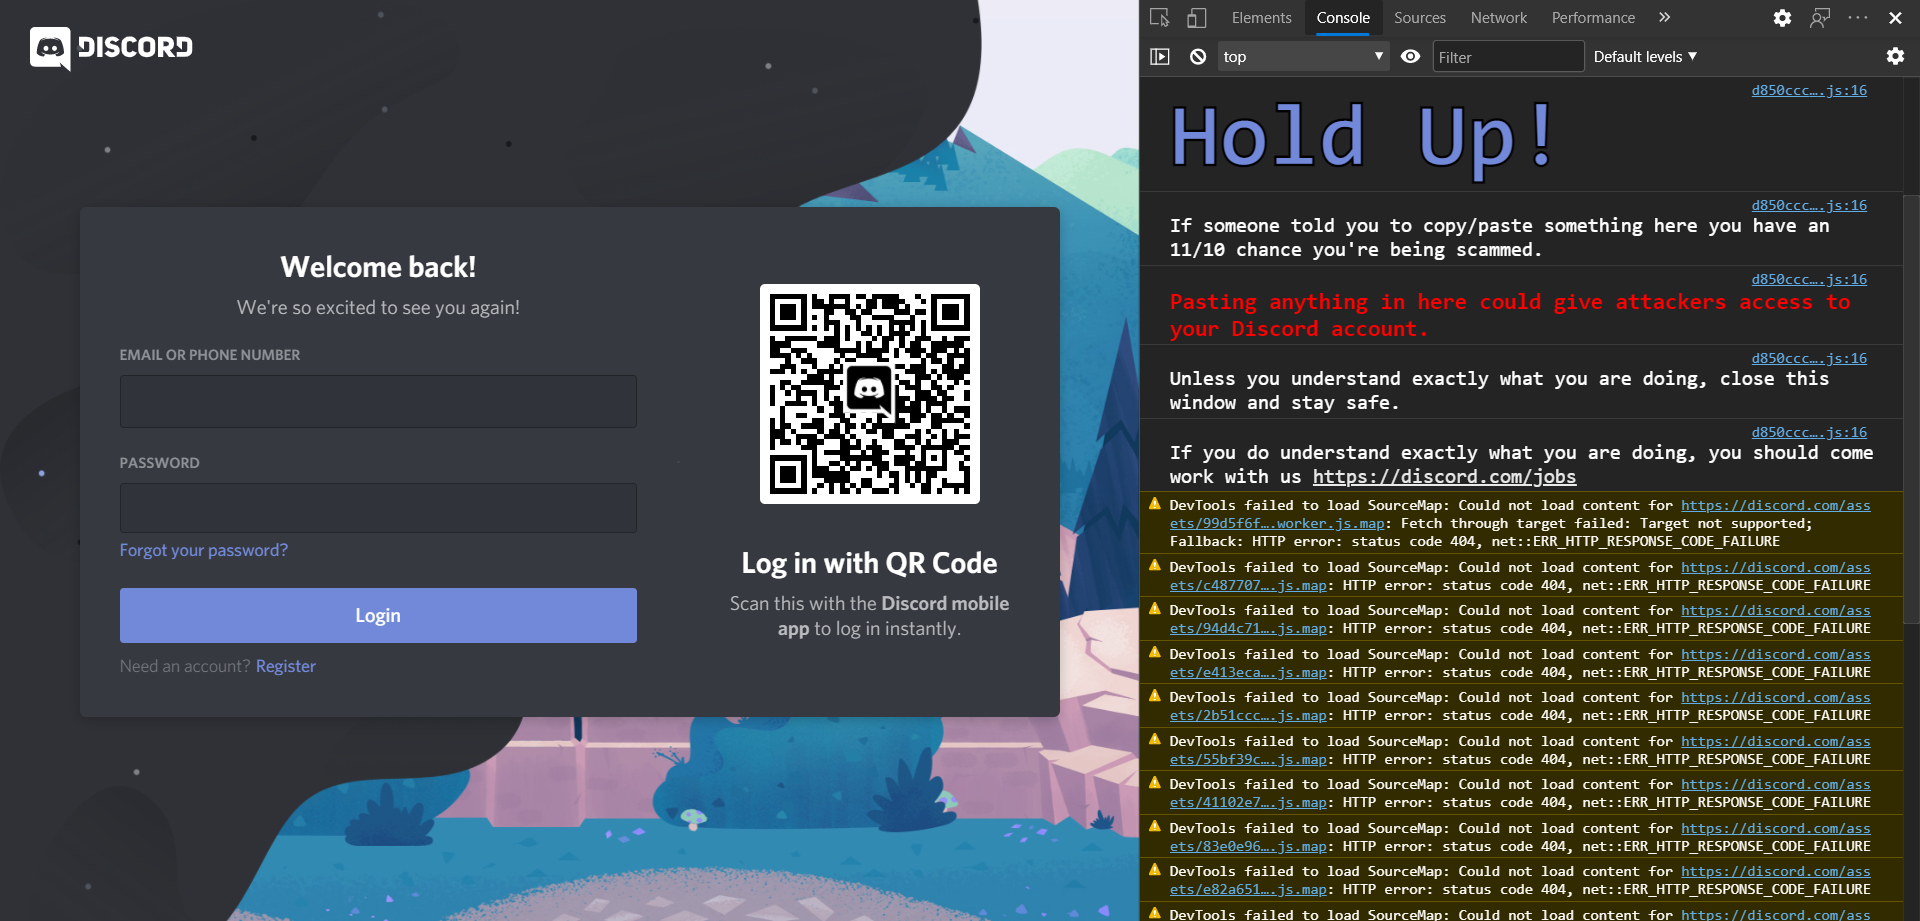 DISCORD
Welcome back!
We're so excited to see you again!
EMAIL OR PHONE NUMBER
PASSWORD
Forgot your password?
Login
Need an account? Register
Log in with QR Code
Scan this with the Discord mobile
app to log in instantly.
Elements Console Sources Network Performance
top
Filter
Default levels
d850ccc….js:16
Hold Up!
d850ccc….js:16
If someone told you to copy/paste something here you have an
11/10 chance you're being scammed.
d850ccc….js:16
Pasting anything in here could give attackers access to
your Discord account.
d850ccc….js:16
Unless you understand exactly what you are doing, close this
window and stay safe.
d850ccc….js:16
If you do understand exactly what you are doing, you should come
work with us https://discord.com/jobs
DevTools failed to load SourceMap: Could not load content for https://discord.com/ass
ets/99d5f6f….worker.js.map: Fetch through target failed: Target not supported;
Fallback: HTTP error: status code 404, net::ERR_HTTP_RESPONSE_CODE_FAILURE
DevTools failed to load SourceMap: Could not load content for https://discord.com/ass
ets/c487707….js.map: HTTP error: status code 404, net::ERR_HTTP_RESPONSE_CODE_FAILURE
DevTools failed to load SourceMap: Could not load content for https://discord.com/ass
ets/94d4c71….js.map: HTTP error: status code 404, net::ERR_HTTP_RESPONSE_CODE_FAILURE
DevTools failed to load SourceMap: Could not load content for https://discord.com/ass
ets/e413eca….js.map: HTTP error: status code 404, net::ERR_HTTP_RESPONSE_CODE_FAILURE
DevTools failed to load SourceMap: Could not load content for https://discord.com/ass
ets/2b51ccc….js.map: HTTP error: status code 404, net::ERR_HTTP_RESPONSE_CODE_FAILURE
DevTools failed to load SourceMap: Could not load content for https://discord.com/ass
ets/55bf39c….js.map: HTTP error: status code 404, net::ERR_HTTP_RESPONSE_CODE_FAILURE
DevTools failed to load SourceMap: Could not load content for https://discord.com/ass
ets/41102e7….js.map: HTTP error: status code 404, net::ERR_HTTP_RESPONSE_CODE_FAILURE
DevTools failed to load SourceMap: Could not load content for https://discord.com/ass
ets/83e0e96….js.map: HTTP error: status code 404, net::ERR_HTTP_RESPONSE_CODE_FAILURE
DevTools failed to load SourceMap: Could not load content for https://discord.com/ass
ets/e82a651….js.map: HTTP error: status code 404, net::ERR_HTTP_RESPONSE_CODE_FAILURE
DevTools failed to load SourceMap: Could not load content for https://discord.com/ass